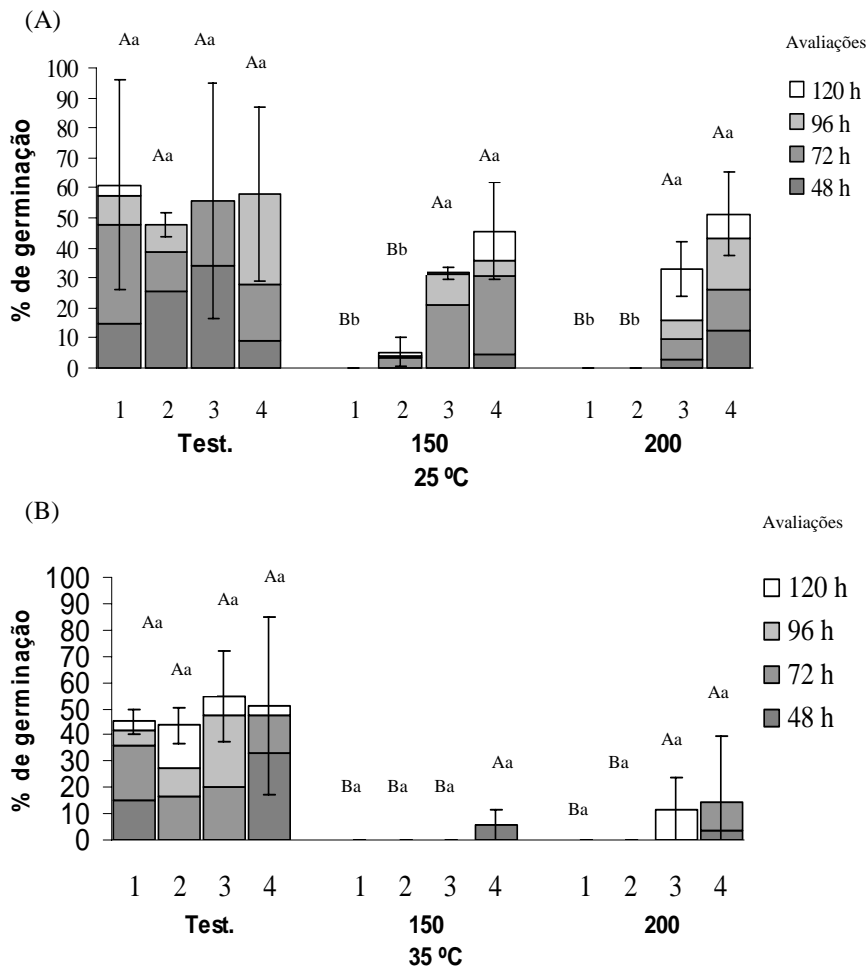 (A)
Aa Aa Aa
Avaliações
100
90
80
70
60
50
40
30
20
10
0
% de germinação
Aa
Bb
Bb
Aa
Aa
Bb
Bb
Aa
Aa
120 h
96 h
72 h
48 h
1 2 3 4 1 2 3 4 1 2 3 4
Test. 150 200
25 ºC
(B)
Avaliações
100
90
80
70
60
50
40
30
20
10
0
% de germinação
Aa
Aa
Aa
Aa
Ba
Ba
Ba
Aa
Ba
Ba
Aa
Aa
120 h
96 h
72 h
48 h
1 2 3 4 1 2 3 4 1 2 3 4
Test. 150 200
35 ºC